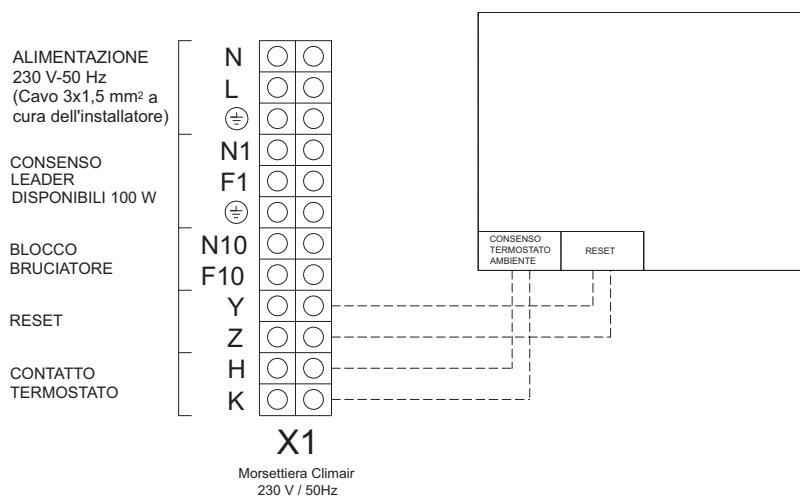 ALIMENTAZIONE
230 V-50 Hz
(Cavo 3x1,5 mm² a
cura dell'installatore)
N
L
CONSENSO
LEADER
DISPONIBILI 100 W
N1
F1
BLOCCO
BRUCIATORE
N10
F10
RESET
Y
Z
CONTATTO
TERMOSTATO
H
K
X1
Morsettiera Climair
230 V / 50Hz
CONSENSO
TERMOSTATO
AMBIENTE
RESET